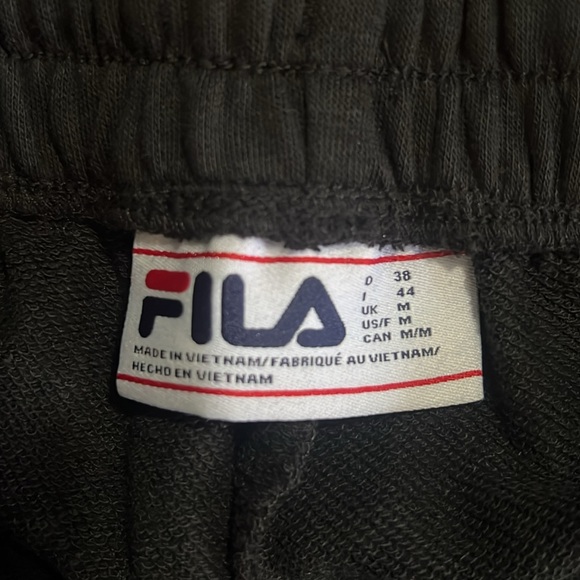 FILA
D 38
I 44
UK M
US/F M
CAN M/M
MADE IN VIETNAM/FABRIQUÉ AU VIETNAM/
HECHO EN VIETNAM